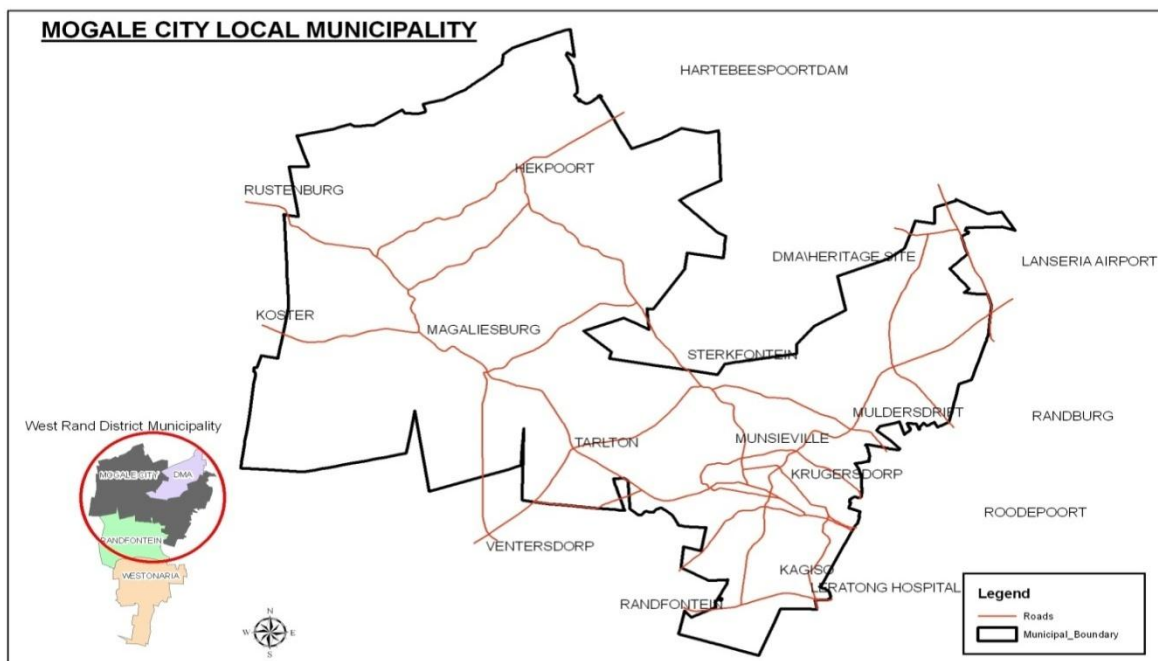 MOGALE CITY LOCAL MUNICIPALITY
HARTEBEESPOORTDAM
HEKPOORT
RUSTENBURG
DMA\HERITAGE SITE
LANSERIA AIRPORT
KOSTER
MAGALIESBURG
STERKFONTEIN
MULDERSDRIFT
RANDBURG
West Rand District Municipality
TARLTON
MUNSIEVILLE
MOGALE CITY
DMA
KRUGERSDORP
ROODEPOORT
RANDFONTEIN
VENTERSDORP
WESTONARIA
KAGISO
LERATONG HOSPITAL
RANDFONTEIN
N
W
E
S
Legend
Roads
Municipal_Boundary